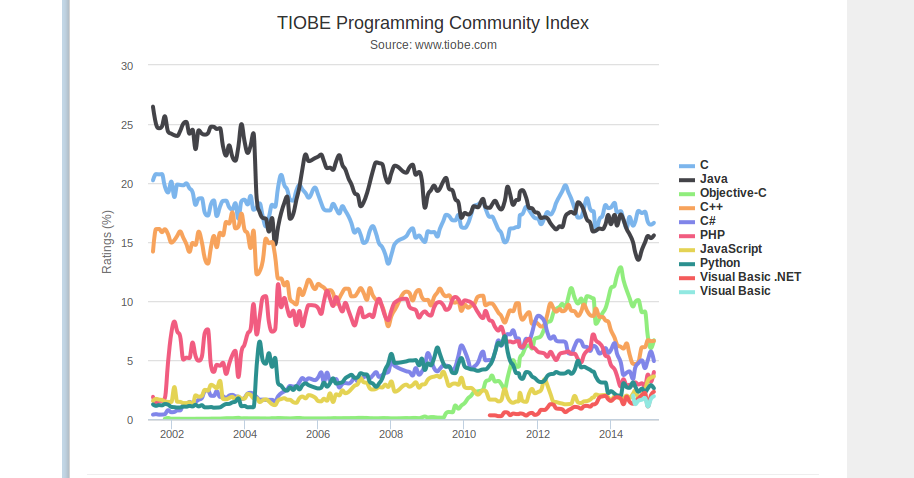 TIOBE Programming Community Index
Source: www.tiobe.com
30
25
20
15
10
5
0
Ratings (%)
2002 2004 2006 2008 2010 2012 2014
C
Java
Objective-C
C++
C#
PHP
JavaScript
Python
Visual Basic .NET
Visual Basic